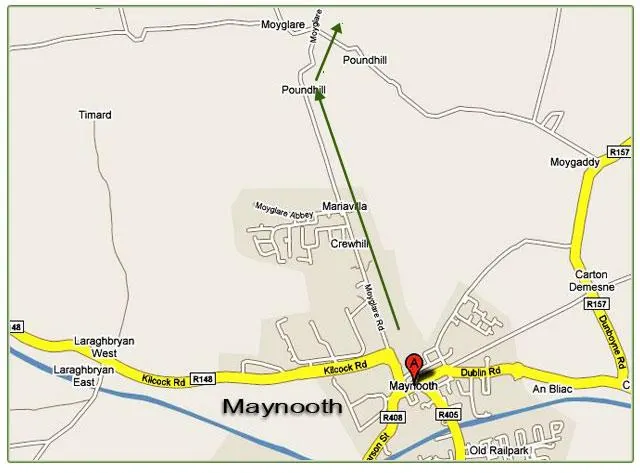 Moyglare
Moyglare
Poundhill
Poundhill
Timard
R157
Moygaddy
Mariavilla
Moyglare Abbey
Crewhill
Carton
Demesne
R157
Moyglare Rd
Dunboyne Rd
48
Laraghbryan
West
Laraghbryan
East
Kilcock Rd
R148
Kilcock Rd
A
Maynooth
Dublin Rd
An Bliac
C
Maynooth
R408
R405
arson St
Old Railpark